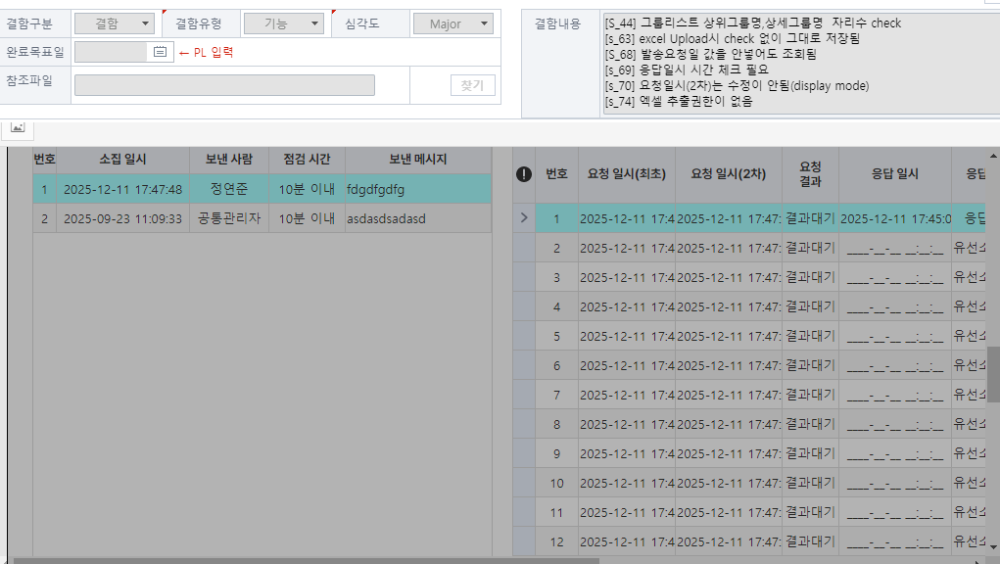 결함구분 결함 결함유형 기능 심각도 Major
완료목표일 ← PL 입력
참조파일 찾기
결함내용
[S_44] 그룹리스트 상위그룹명,상세그룹명 자리수 check
[s_63] excel Upload시 check 없이 그대로 저장됨
[S_68] 발송요청일 값을 안넣어도 조회됨
[s_69] 응답일시 시간 체크 필요
[s_70] 요청일시(2차)는 수정이 안됨(display mode)
[s_74] 엑셀 추출권한이 없음
번호 소집 일시 보낸 사람 점검 시간 보낸 메시지
1 2025-12-11 17:47:48 정연준 10분 이내 fdgdfgdfg
2 2025-09-23 11:09:33 공통관리자 10분 이내 asdasdsadasd
번호 요청 일시(최초) 요청 일시(2차) 요청 결과 응답 일시 응답
1 2025-12-11 17:4 2025-12-11 17:47: 결과대기 2025-12-11 17:45:0 응답
2 2025-12-11 17:4 2025-12-11 17:47: 결과대기 ____-__-__ __:__:__ 유선소
3 2025-12-11 17:4 2025-12-11 17:47: 결과대기 ____-__-__ __:__:__ 유선소
4 2025-12-11 17:4 2025-12-11 17:47: 결과대기 ____-__-__ __:__:__ 유선소
5 2025-12-11 17:4 2025-12-11 17:47: 결과대기 ____-__-__ __:__:__ 유선소
6 2025-12-11 17:4 2025-12-11 17:47: 결과대기 ____-__-__ __:__:__ 유선소
7 2025-12-11 17:4 2025-12-11 17:47: 결과대기 ____-__-__ __:__:__ 유선소
8 2025-12-11 17:4 2025-12-11 17:47: 결과대기 ____-__-__ __:__:__ 유선소
9 2025-12-11 17:4 2025-12-11 17:47: 결과대기 ____-__-__ __:__:__ 유선소
10 2025-12-11 17:4 2025-12-11 17:47: 결과대기 ____-__-__ __:__:__ 유선소
11 2025-12-11 17:4 2025-12-11 17:47: 결과대기 ____-__-__ __:__:__ 유선소
12 2025-12-11 17:4 2025-12-11 17:47: 결과대기 ____-__-__ __:__:__ 유선소